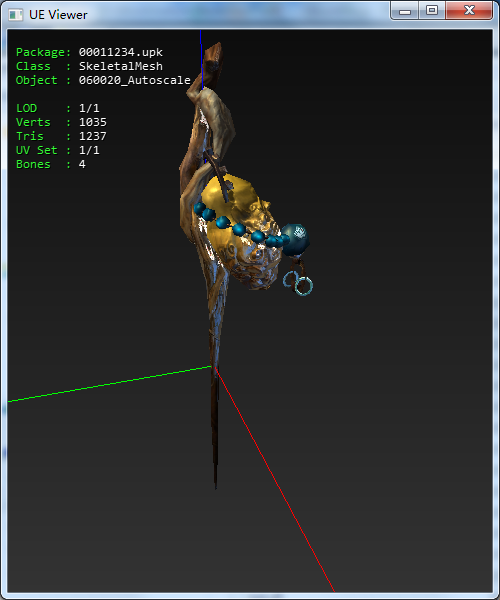 UE Viewer
Package: 00011234.upk
Class : SkeletalMesh
Object : 060020_Autoscale
LOD : 1/1
Verts : 1035
Tris : 1237
UV Set : 1/1
Bones : 4